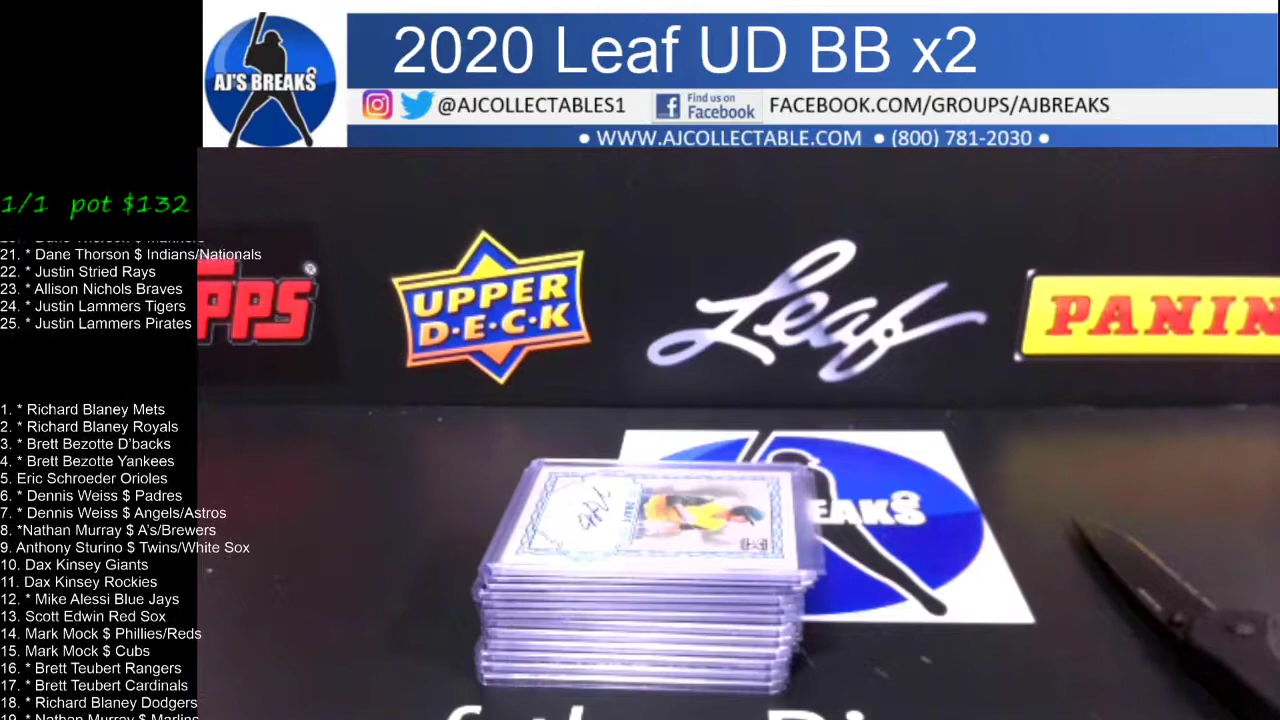 2020 Leaf UD BB x2
AJ'S BREAKS
@AJCOLLECTABLES1
Find us on
Facebook
FACEBOOK.COM/GROUPS/AJBREAKS
• WWW.AJCOLLECTABLE.COM • (800) 781-2030 •
1/1 pot $132
21. * Dane Thorson $ Indians/Nationals
22. * Justin Stried Rays
23. * Allison Nichols Braves
24. * Justin Lammers Tigers
25. * Justin Lammers Pirates
1. * Richard Blaney Mets
2. * Richard Blaney Royals
3. * Brett Bezotte D'backs
4. * Brett Bezotte Yankees
5. Eric Schroeder Orioles
6. * Dennis Weiss $ Padres
7. * Dennis Weiss $ Angels/Astros
8. *Nathan Murray $ A's/Brewers
9. Anthony Sturino $ Twins/White Sox
10. Dax Kinsey Giants
11. Dax Kinsey Rockies
12. * Mike Alessi Blue Jays
13. Scott Edwin Red Sox
14. Mark Mock $ Phillies/Reds
15. Mark Mock $ Cubs
16. * Brett Teubert Rangers
17. * Brett Teubert Cardinals
18. * Richard Blaney Dodgers
19. * Nathan Murray $ Marlins
PPS
UPPER
D•E•C•K
Leaf
PANIN
EAKS